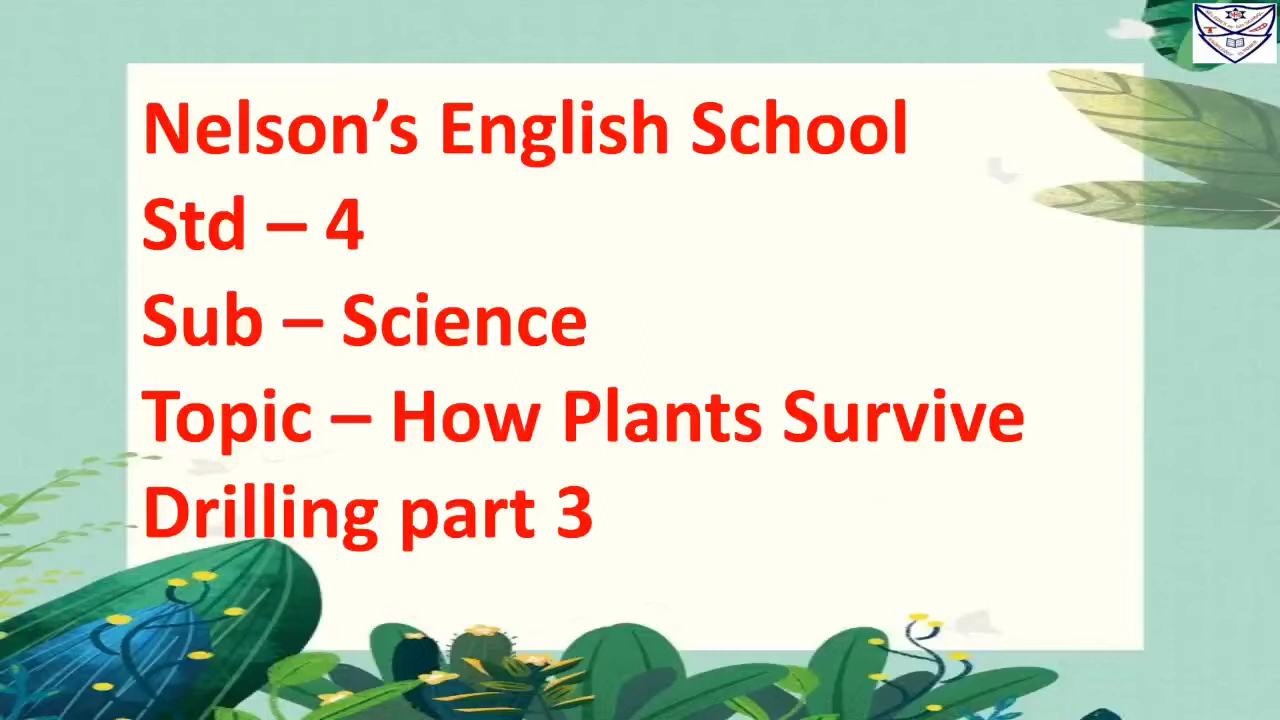 Nelson’s English School
Std – 4
Sub – Science
Topic – How Plants Survive
Drilling part 3